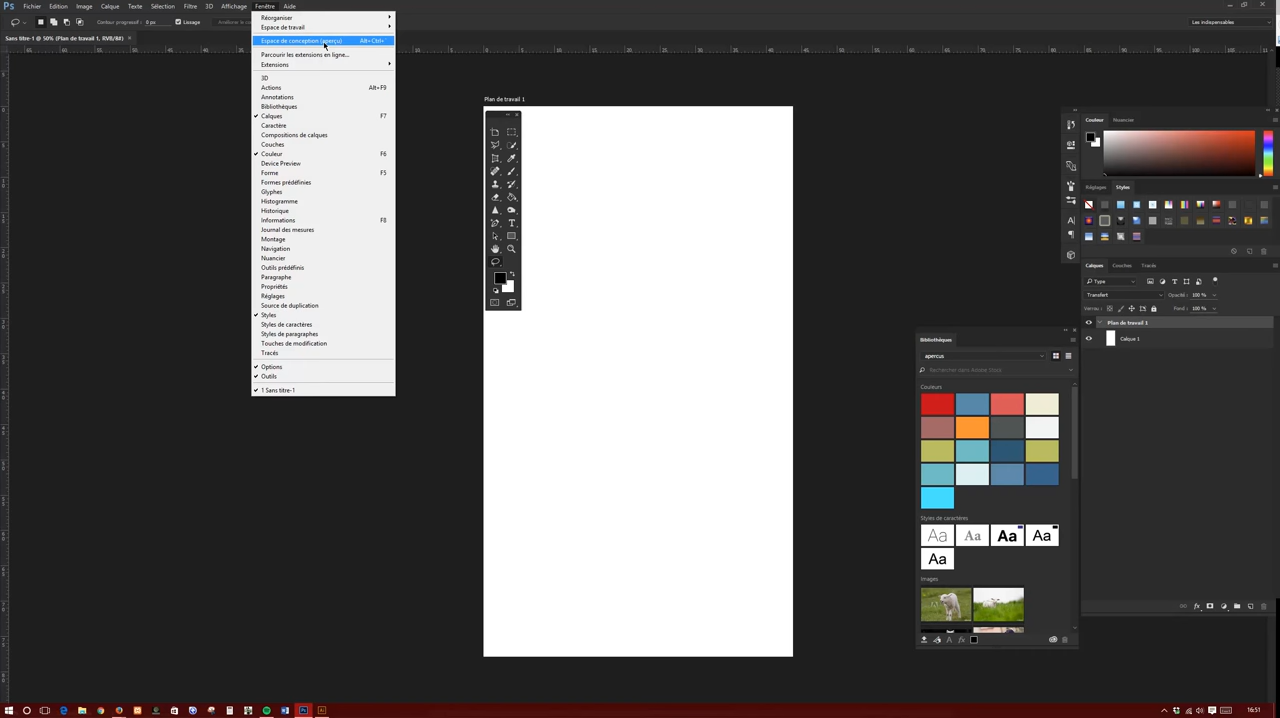 Ps Fichier Edition Image Calque Texte Sélection Filtre 3D Affichage Fenêtre Aide
Contour progressif : 0 px Lissage
Les indispensables
Sans titre-1 @ 50% (Plan de travail 1, RVB/8#)
Réorganiser
Espace de travail
Espace de conception (aperçu) Alt+Ctrl+`
Parcourir les extensions en ligne...
Extensions
3D
Actions Alt+F9
Annotations
Bibliothèques
Calques F7
Caractère
Compositions de calques
Couches
Couleur F6
Device Preview
Forme F5
Formes prédéfinies
Glyphes
Histogramme
Historique
Informations F8
Journal des mesures
Montage
Navigation
Nuancier
Outils prédéfinis
Paragraphe
Propriétés
Réglages
Source de duplication
Styles
Styles de caractères
Styles de paragraphes
Touches de modification
Tracés
Options
Outils
1 Sans titre-1
Plan de travail 1
Couleur Nuancier
Réglages Styles
Calques Couches Tracés
Type
Transfert Opacité : 100 %
Verrou : Fond : 100 %
Plan de travail 1
Calque 1
Bibliothèques
apercus
Rechercher dans Adobe Stock
Couleurs
Styles de caractères
Aa Aa Aa Aa
Aa
Images
16:51